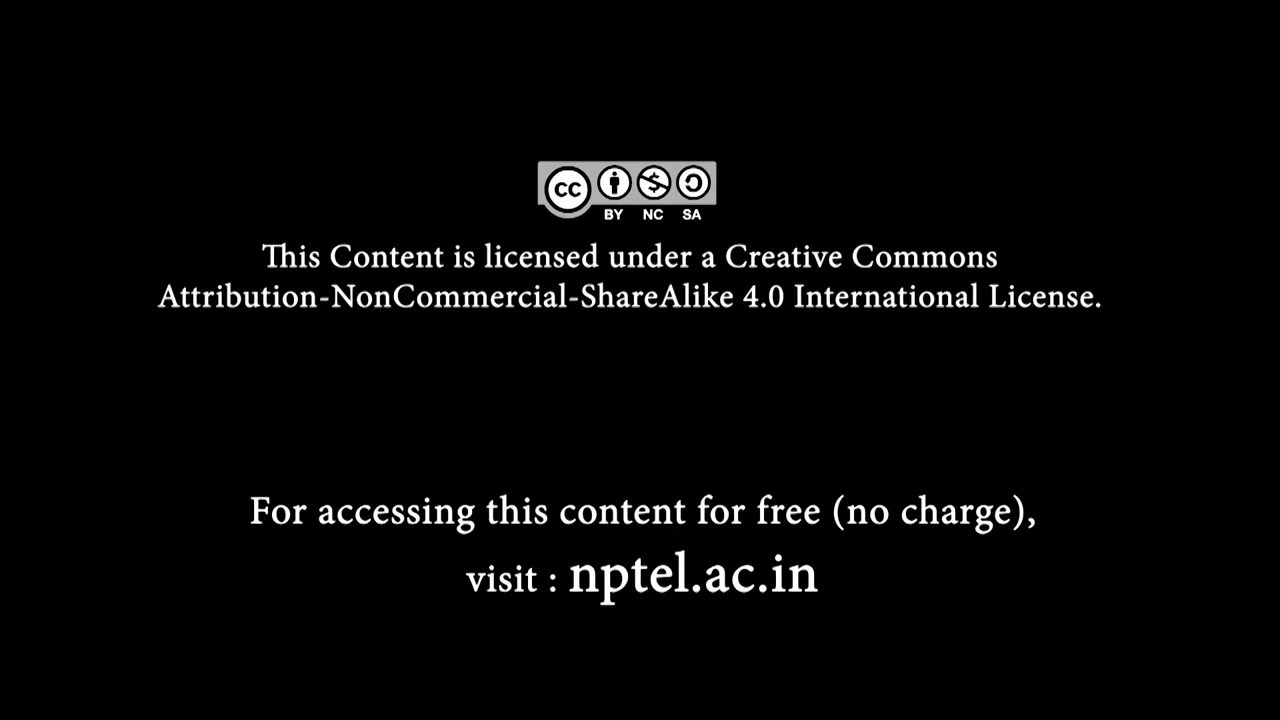 cc BY NC SA
This Content is licensed under a Creative Commons
Attribution-NonCommercial-ShareAlike 4.0 International License.
For accessing this content for free (no charge),
visit : nptel.ac.in